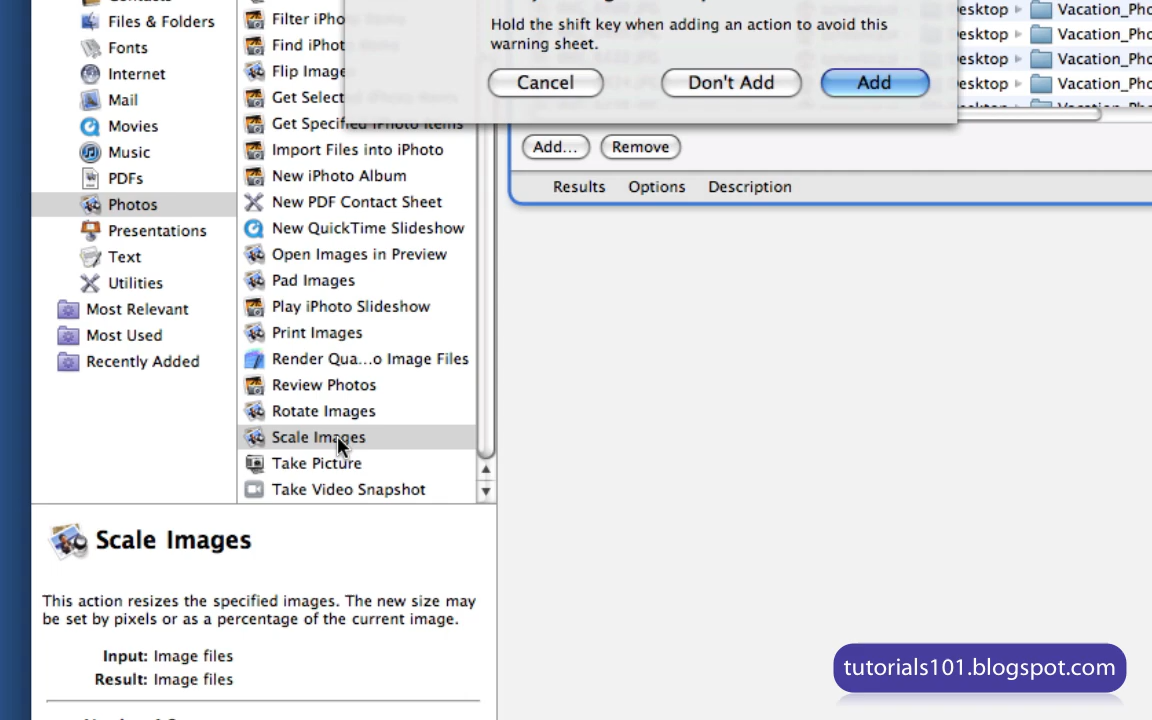 Files & Folders
Fonts
Internet
Mail
Movies
Music
PDFs
Photos
Presentations
Text
Utilities
Most Relevant
Most Used
Recently Added
Filter iPho
Find iPhot
Flip Image
Get Select
Get Specified iPhoto Items
Import Files into iPhoto
New iPhoto Album
New PDF Contact Sheet
New QuickTime Slideshow
Open Images in Preview
Pad Images
Play iPhoto Slideshow
Print Images
Render Qua...o Image Files
Review Photos
Rotate Images
Scale Images
Take Picture
Take Video Snapshot
Hold the shift key when adding an action to avoid this
warning sheet.
Cancel
Don't Add
Add
Desktop Vacation_Pho
esktop Vacation_Pho
esktop Vacation_Pho
esktop Vacation_Pho
Add...
Remove
Results Options Description
Scale Images
This action resizes the specified images. The new size may
be set by pixels or as a percentage of the current image.
Input: Image files
Result: Image files
tutorials101.blogspot.com